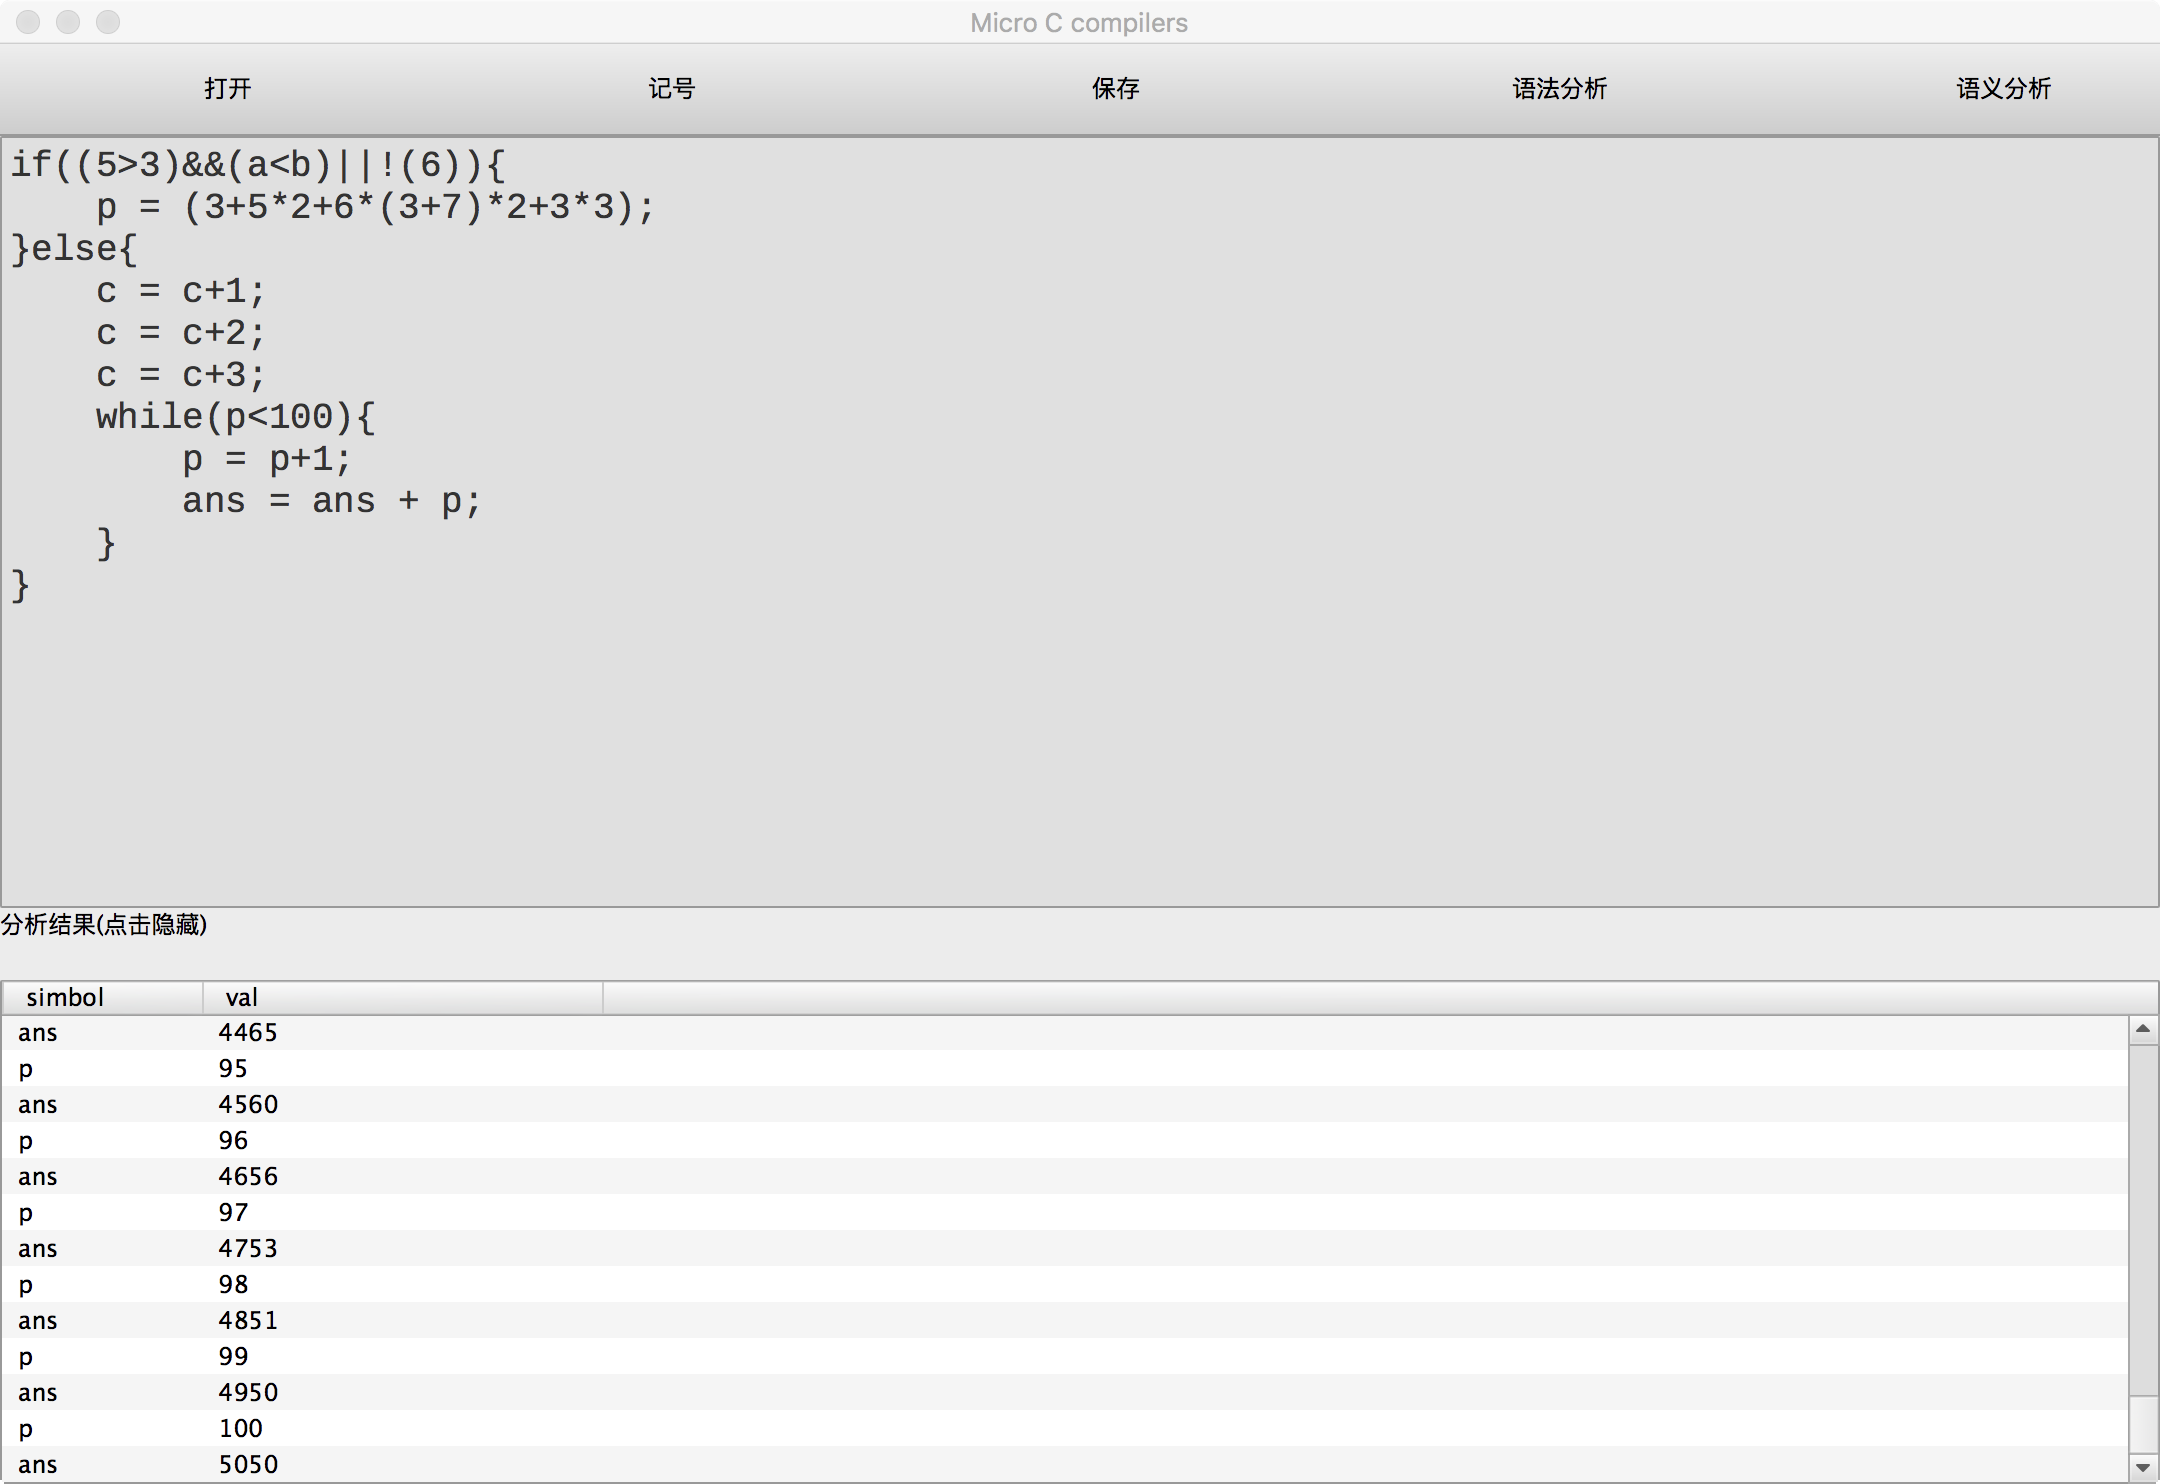 Micro C compilers
打开 记号 保存 语法分析 语义分析
if((5>3)&&(a<b)||!(6)){
    p = (3+5*2+6*(3+7)*2+3*3);
}else{
    c = c+1;
    c = c+2;
    c = c+3;
    while(p<100){
        p = p+1;
        ans = ans + p;
    }
}
分析结果(点击隐藏)
simbol val
ans 4465
p 95
ans 4560
p 96
ans 4656
p 97
ans 4753
p 98
ans 4851
p 99
ans 4950
p 100
ans 5050